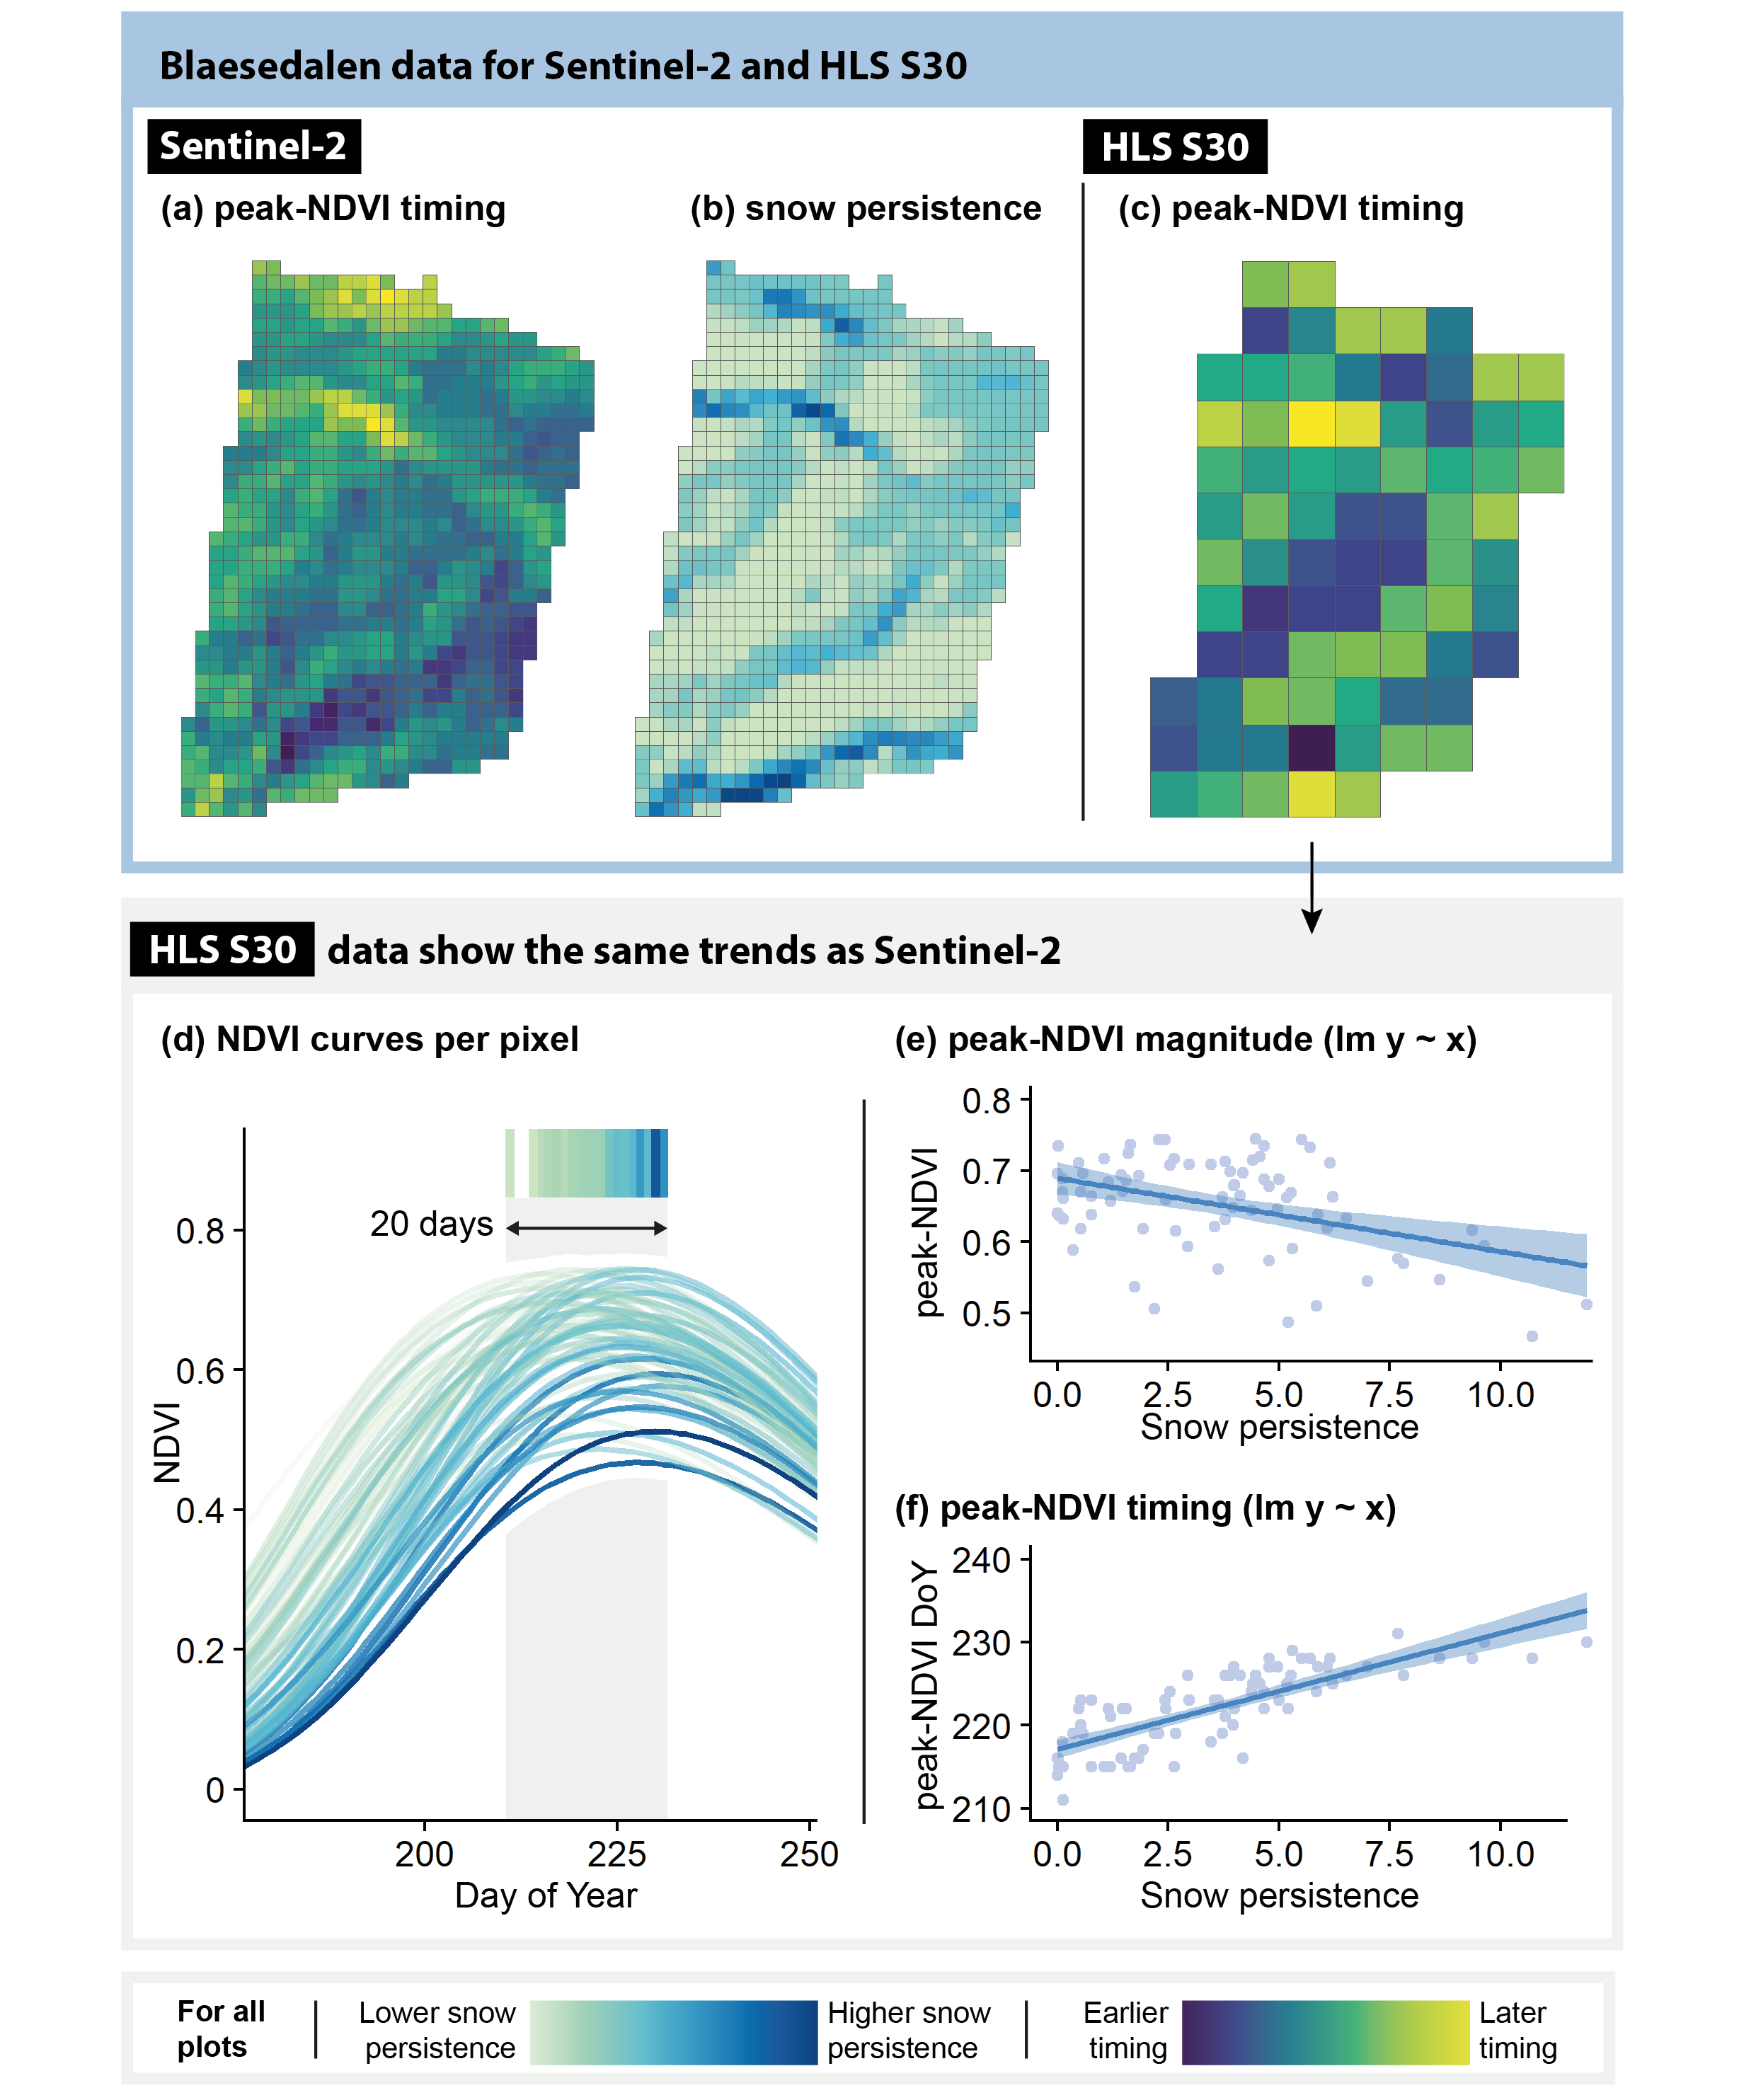 Blaesedalen data for Sentinel-2 and HLS S30
Sentinel-2
HLS S30
(a) peak-NDVI timing
(b) snow persistence
(c) peak-NDVI timing
HLS S30 data show the same trends as Sentinel-2
(d) NDVI curves per pixel
20 days
0.8
0.6
0.4
0.2
0
NDVI
200
225
250
Day of Year
(e) peak-NDVI magnitude (lm y ~ x)
0.8
0.7
0.6
0.5
peak-NDVI
0.0
2.5
5.0
7.5
10.0
Snow persistence
(f) peak-NDVI timing (lm y ~ x)
240
230
220
210
peak-NDVI DoY
0.0
2.5
5.0
7.5
10.0
Snow persistence
For all
plots
Lower snow
persistence
Higher snow
persistence
Earlier
timing
Later
timing